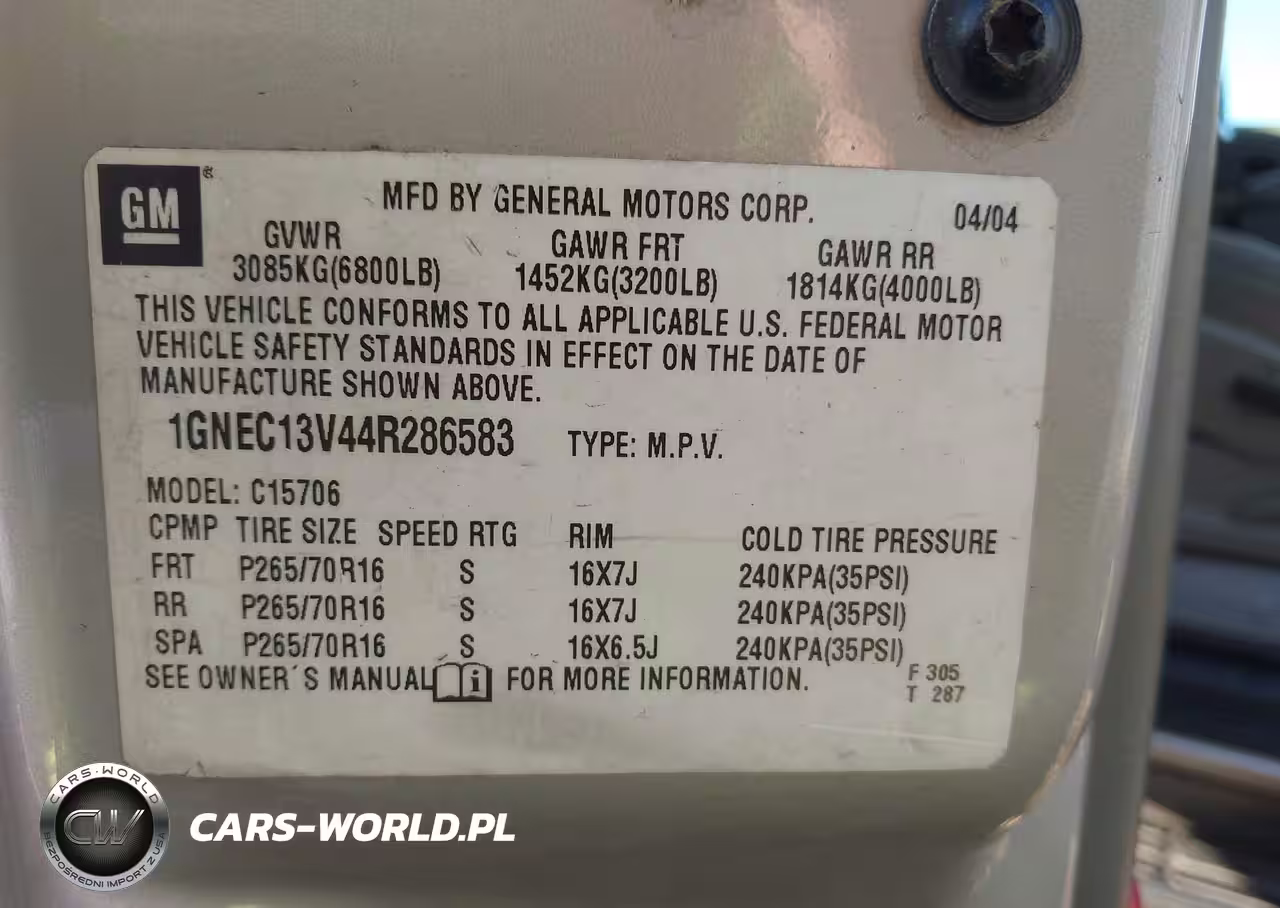 GM®
MFD BY GENERAL MOTORS CORP. 04/04
GVWR GAWR FRT GAWR RR
3085KG(6800LB) 1452KG(3200LB) 1814KG(4000LB)
THIS VEHICLE CONFORMS TO ALL APPLICABLE U.S. FEDERAL MOTOR
VEHICLE SAFETY STANDARDS IN EFFECT ON THE DATE OF
MANUFACTURE SHOWN ABOVE.
1GNEC13V44R286583 TYPE: M.P.V.
MODEL: C15706
CPMP TIRE SIZE SPEED RTG RIM COLD TIRE PRESSURE
FRT P265/70R16 S 16X7J 240KPA(35PSI)
RR P265/70R16 S 16X7J 240KPA(35PSI)
SPA P265/70R16 S 16X6.5J 240KPA(35PSI)
SEE OWNER´S MANUAL i FOR MORE INFORMATION.
F 305
T 287
CARS-WORLD
CW
BEZPOŚREDNI IMPORT Z USA
CARS-WORLD.PL